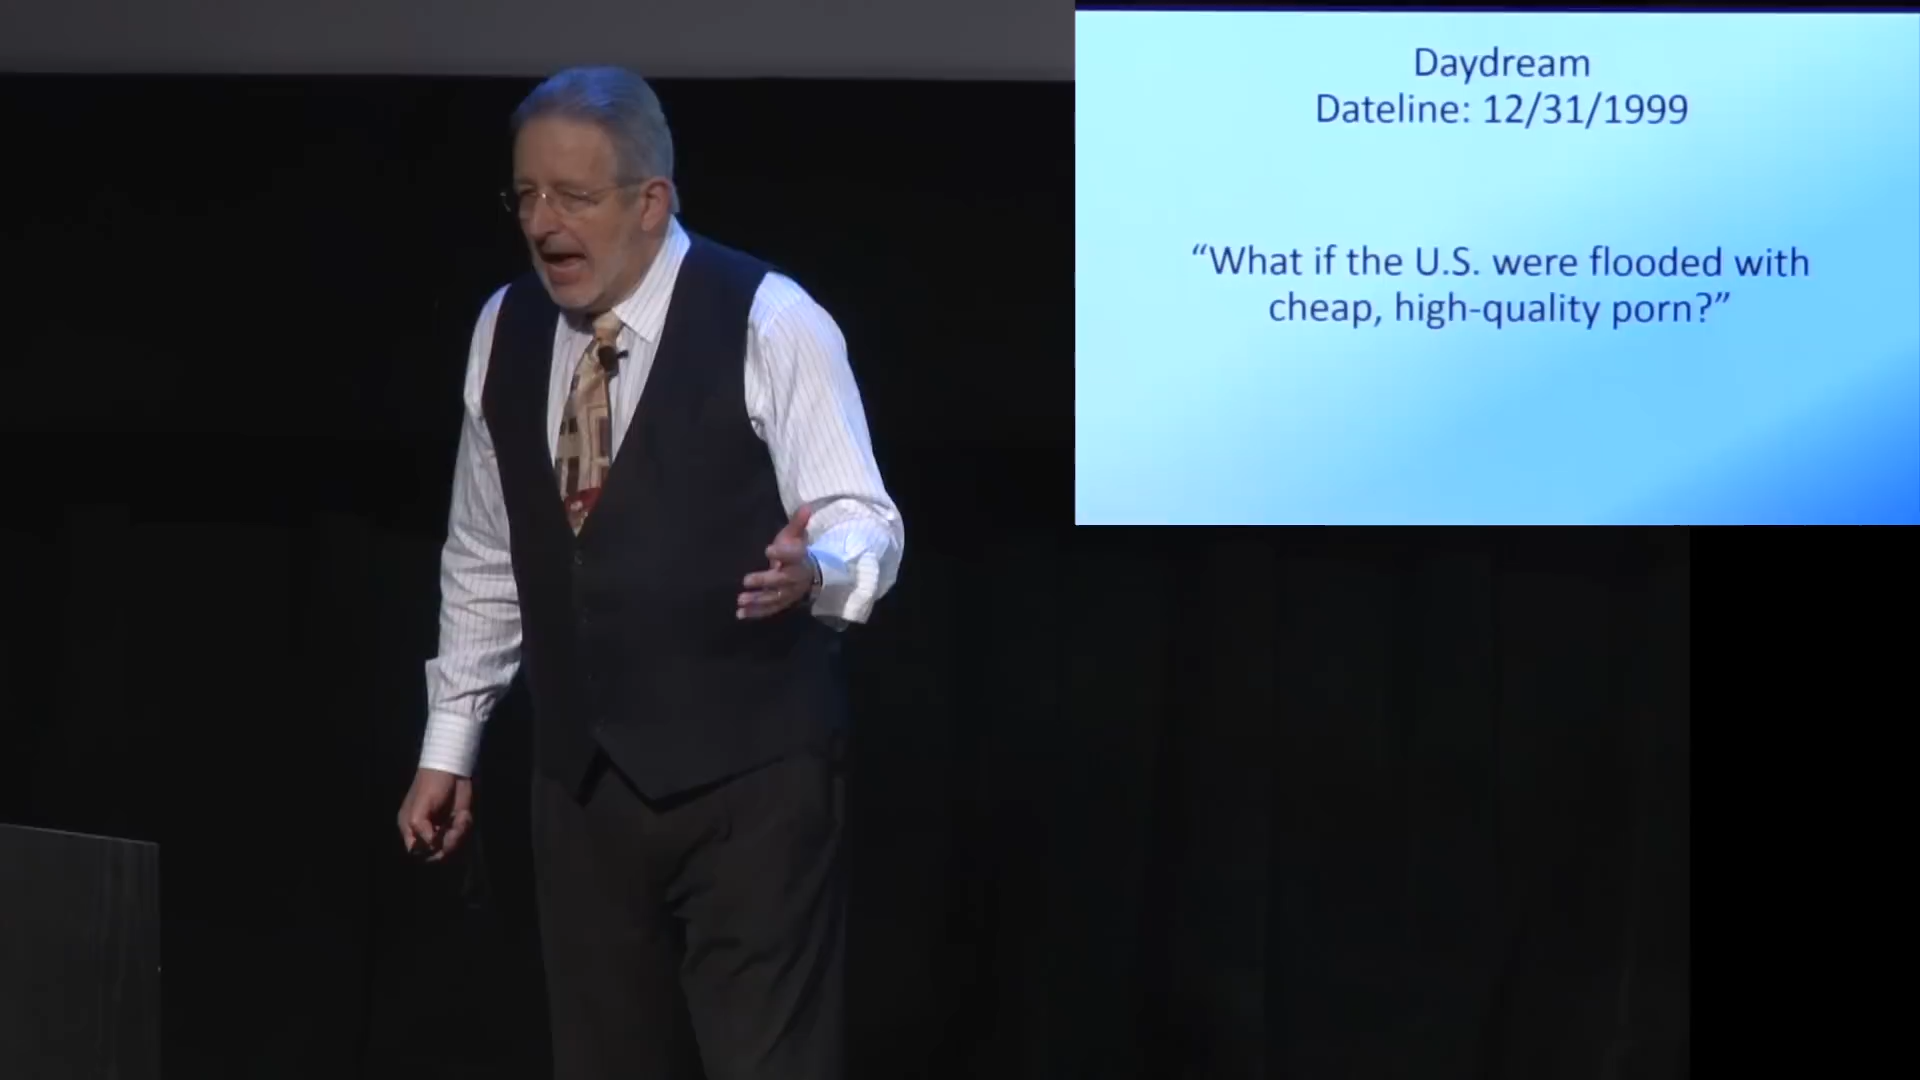 Daydream
Dateline: 12/31/1999
“What if the U.S. were flooded with
cheap, high-quality porn?”